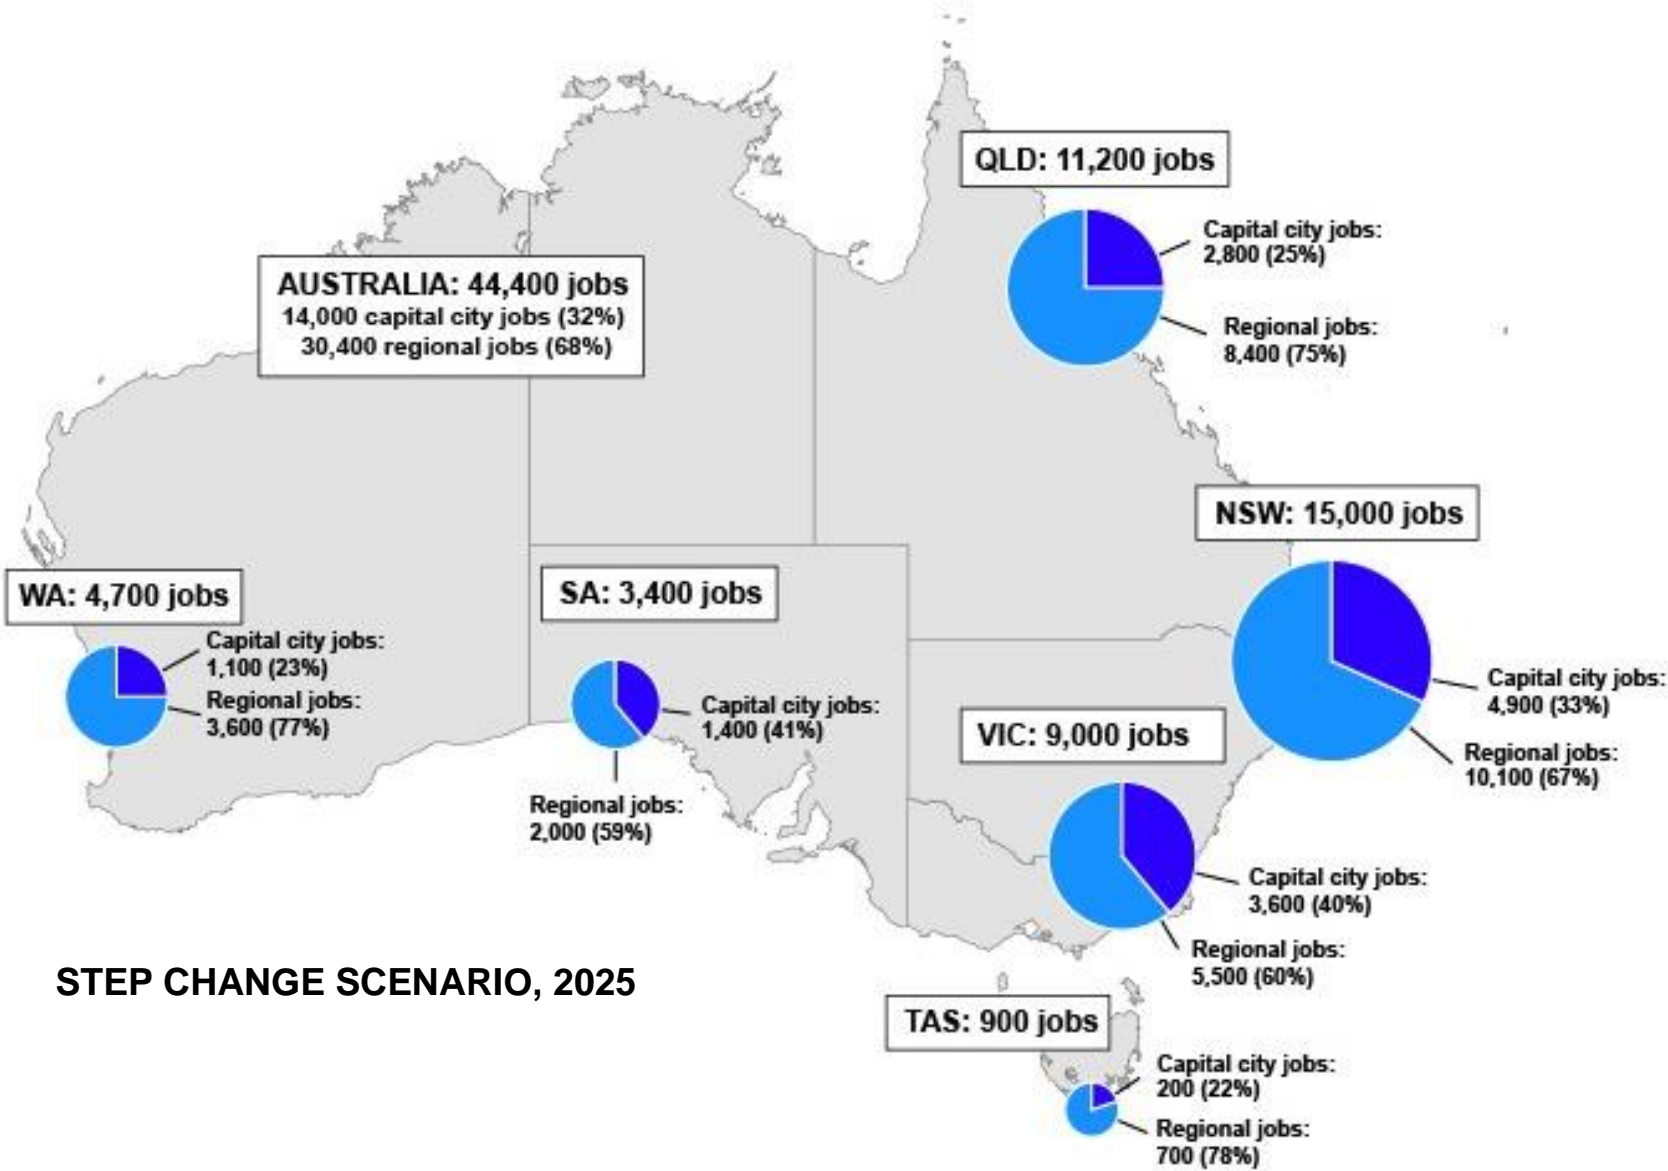 QLD: 11,200 jobs
Capital city jobs:
2,800 (25%)
Regional jobs:
8,400 (75%)
AUSTRALIA: 44,400 jobs
14,000 capital city jobs (32%)
30,400 regional jobs (68%)
NSW: 15,000 jobs
Capital city jobs:
4,900 (33%)
Regional jobs:
10,100 (67%)
WA: 4,700 jobs
Capital city jobs:
1,100 (23%)
Regional jobs:
3,600 (77%)
SA: 3,400 jobs
Capital city jobs:
1,400 (41%)
Regional jobs:
2,000 (59%)
VIC: 9,000 jobs
Capital city jobs:
3,600 (40%)
Regional jobs:
5,500 (60%)
STEP CHANGE SCENARIO, 2025
TAS: 900 jobs
Capital city jobs:
200 (22%)
Regional jobs:
700 (78%)